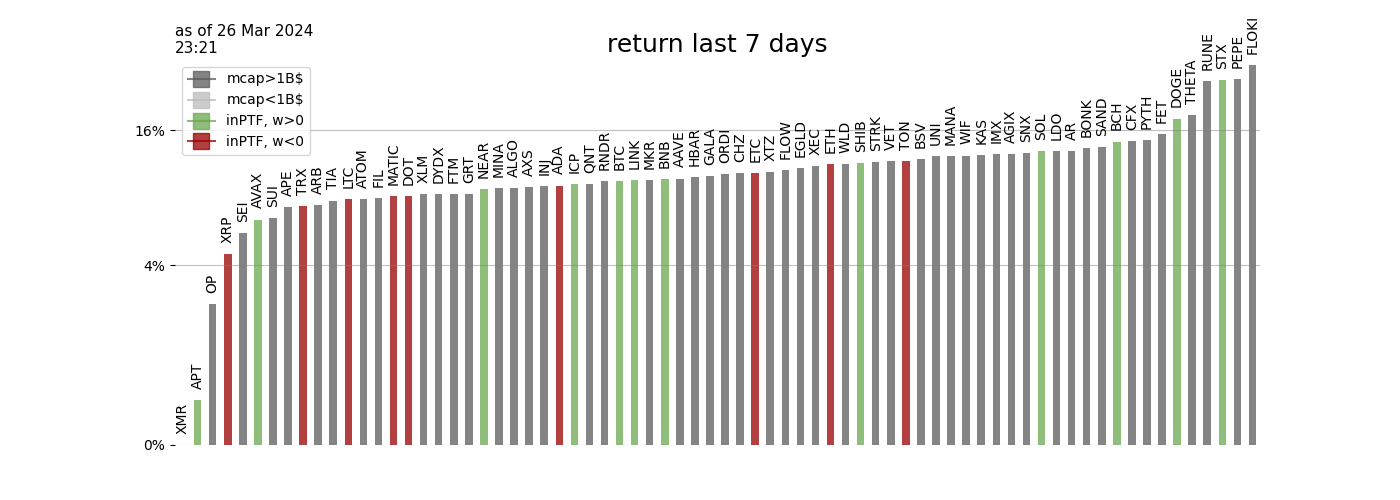 as of 26 Mar 2024
23:21
return last 7 days
mcap>1B$
mcap<1B$
inPTF, w>0
inPTF, w<0
16%
4%
0%
XMR
APT
OP
XRP
SEI
AVAX
SUI
APE
TRX
ARB
TIA
LTC
ATOM
FIL
MATIC
DOT
XLM
DYDX
FTM
GRT
NEAR
MINA
ALGO
AXS
INJ
ADA
ICP
QNT
RNDR
BTC
LINK
MKR
BNB
AAVE
HBAR
GALA
ORDI
CHZ
ETC
XTZ
FLOW
EGLD
XEC
ETH
WLD
SHIB
STRK
VET
TON
BSV
UNI
MANA
WIF
KAS
IMX
AGIX
SNX
SOL
LDO
AR
BONK
SAND
BCH
CFX
PYTH
FET
DOGE
THETA
RUNE
STX
PEPE
FLOKI